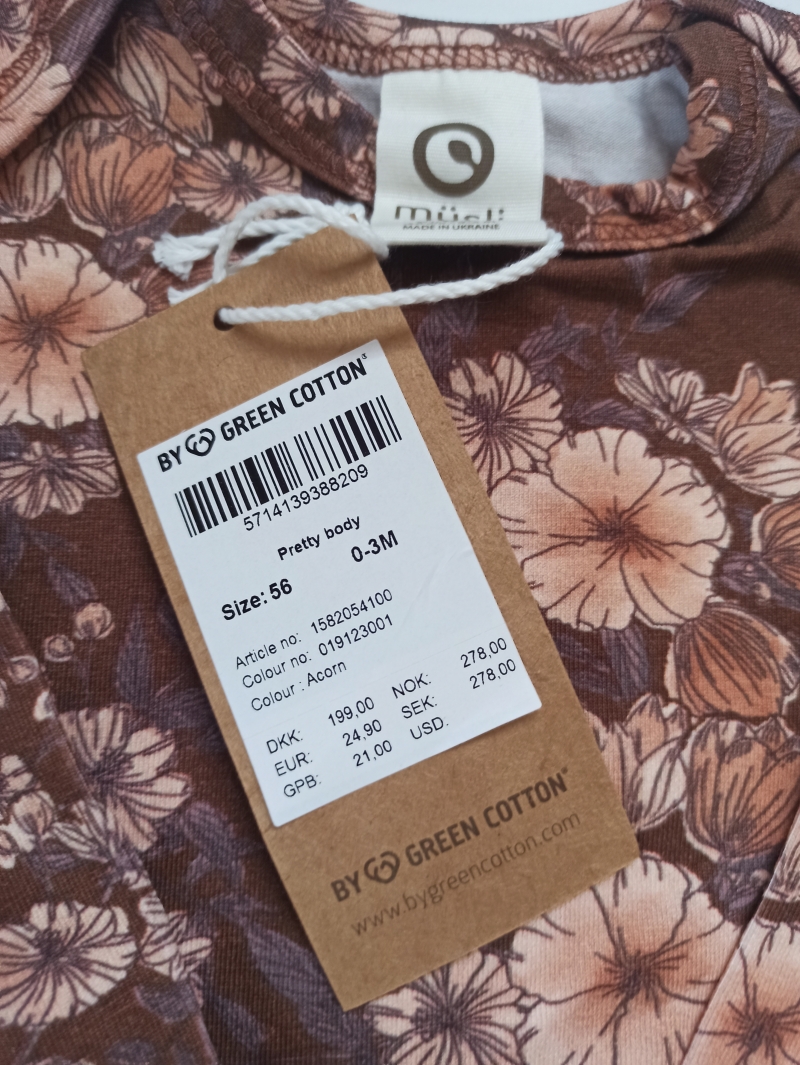 müsli
MADE IN UKRAINE
BY GREEN COTTON
5714139388209
Pretty body
Size: 56 0-3M
Article no: 1582054100
Colour no: 019123001
Colour : Acorn
DKK: 199,00 NOK: 278,00
EUR: 24,90 SEK: 278,00
GPB: 21,00 USD:
BY GREEN COTTON®
www.bygreencotton.com